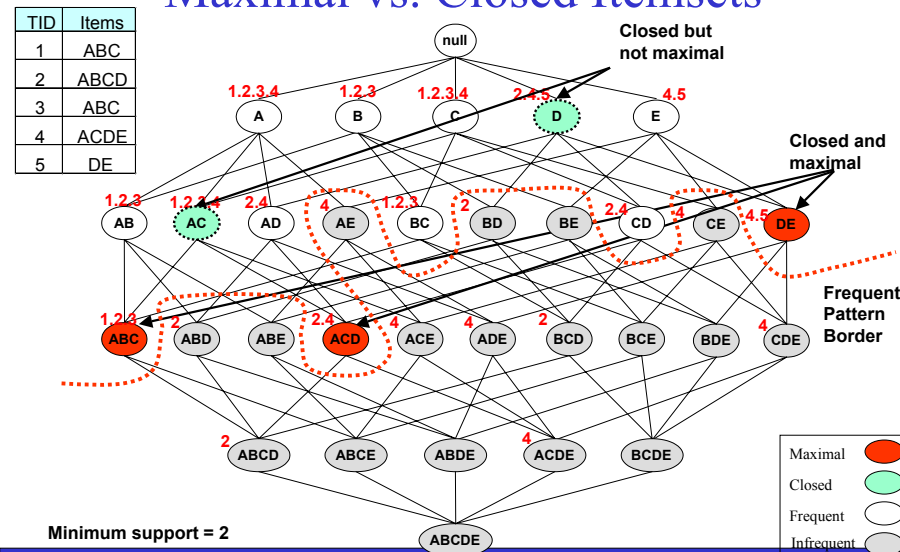 Maximal vs. Closed Itemsets
TID Items
1 ABC
2 ABCD
3 ABC
4 ACDE
5 DE
null
Closed but
not maximal
1.2.3.4 1.2.3 1.2.3.4 2.4.5 4.5
A B C D E
Closed and
maximal
1.2.3 1.2.3.4 2.4 4 1.2.3 2 2.4 4 4.5
AB AC AD AE BC BD BE CD CE DE
Frequent
Pattern
Border
1.2.3 2 2.4 4 4 2 4
ABC ABD ABE ACD ACE ADE BCD BCE BDE CDE
2 4
ABCD ABCE ABDE ACDE BCDE
ABCDE
Minimum support = 2
Maximal
Closed
Frequent
Infrequent